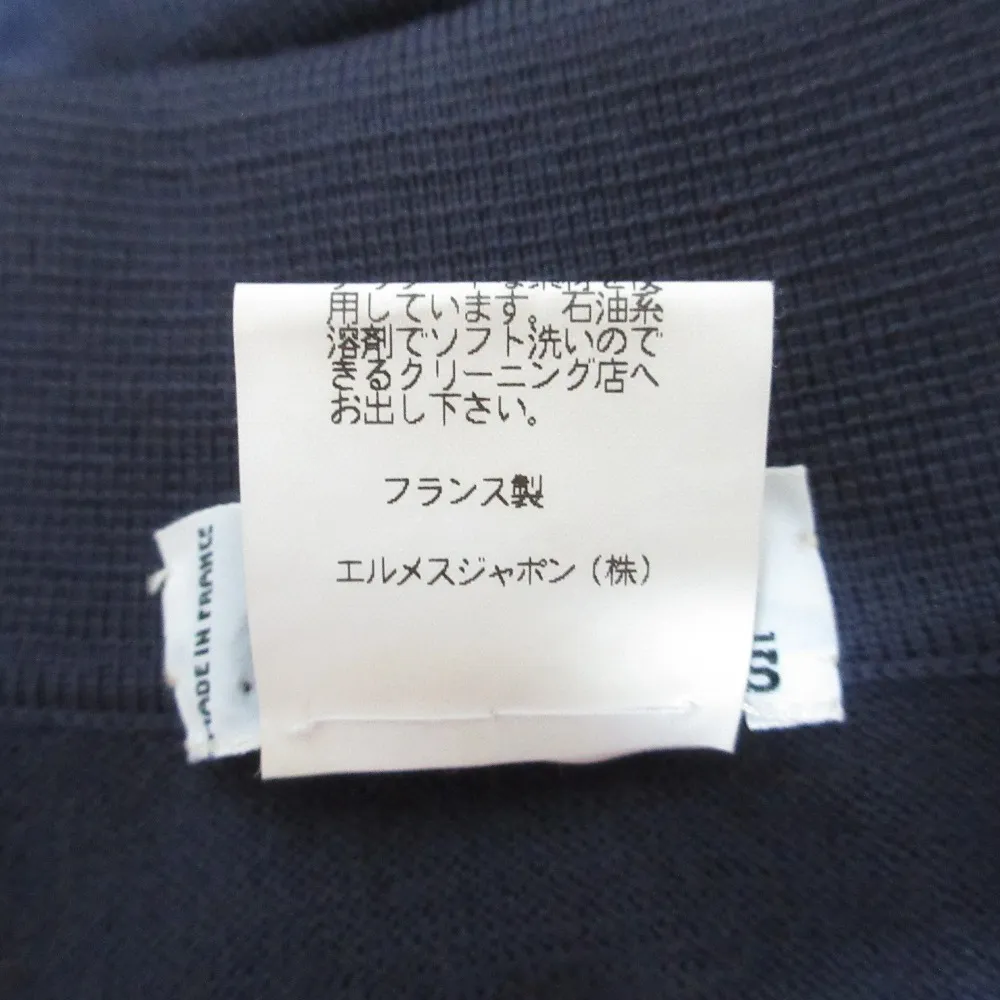 用しています。石油系
溶剤でソフト洗いので
きるクリーニング店へ
お出し下さい。
フランス製
エルメスジャポン（株）
MADE IN FRANCE